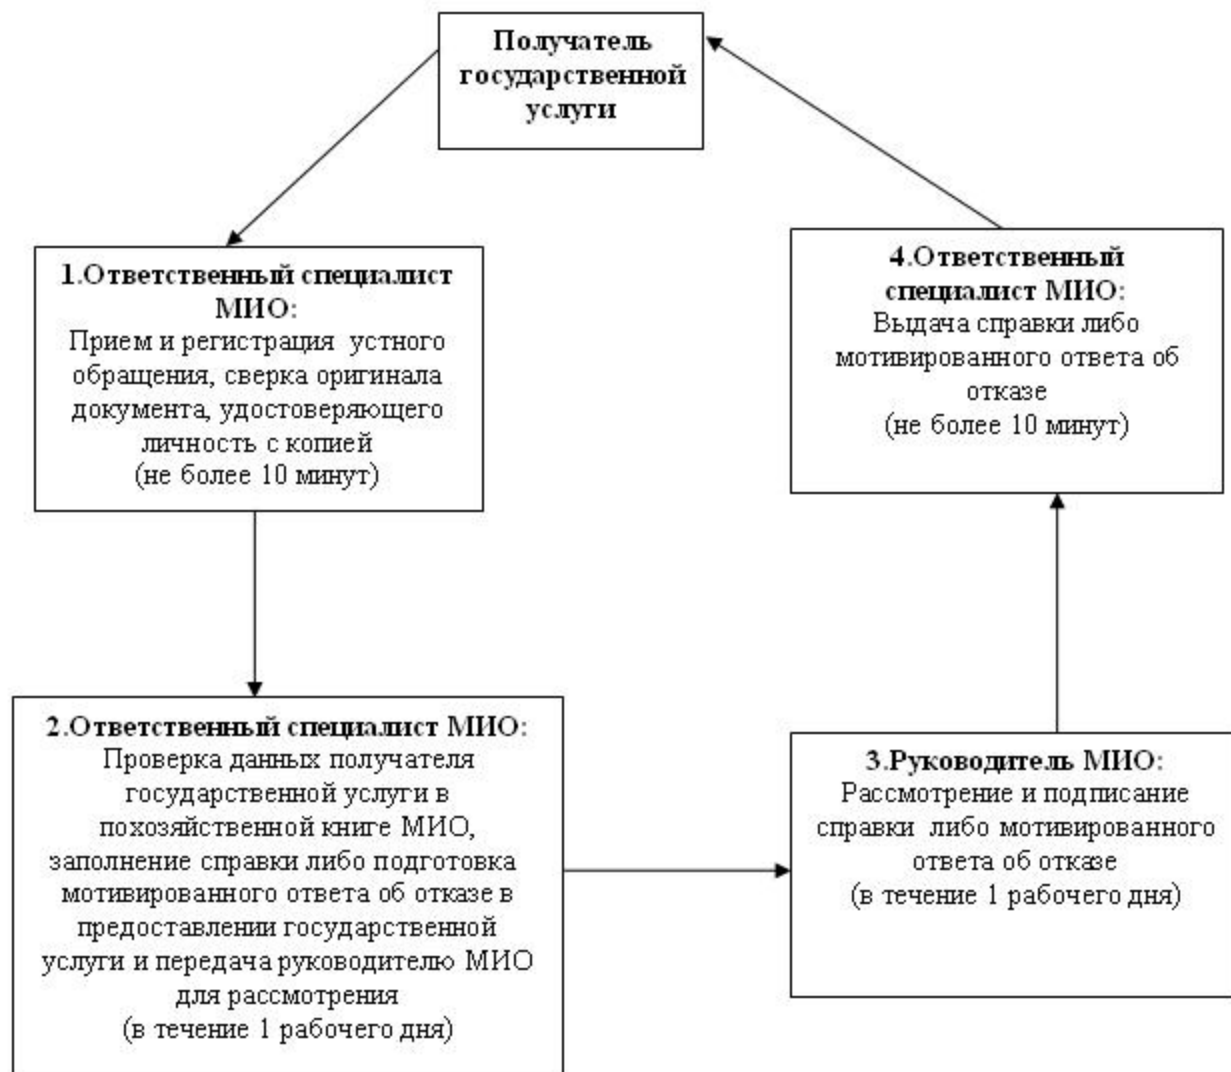 Получатель
государственной
услуги
1.Ответственный специалист
МИО:
Прием и регистрация устного
обращения, сверка оригинала
документа, удостоверяющего
личность с копией
(не более 10 минут)
4.Ответственный
специалист МИО:
Выдача справки либо
мотивированного ответа об
отказе
(не более 10 минут)
2.Ответственный специалист МИО:
Проверка данных получателя
государственной услуги в
похозяйственной книге МИО,
заполнение справки либо подготовка
мотивированного ответа об отказе в
предоставлении государственной
услуги и передача руководителю МИО
для рассмотрения
(в течение 1 рабочего дня)
3.Руководитель МИО:
Рассмотрение и подписание
справки либо мотивированного
ответа об отказе
(в течение 1 рабочего дня)